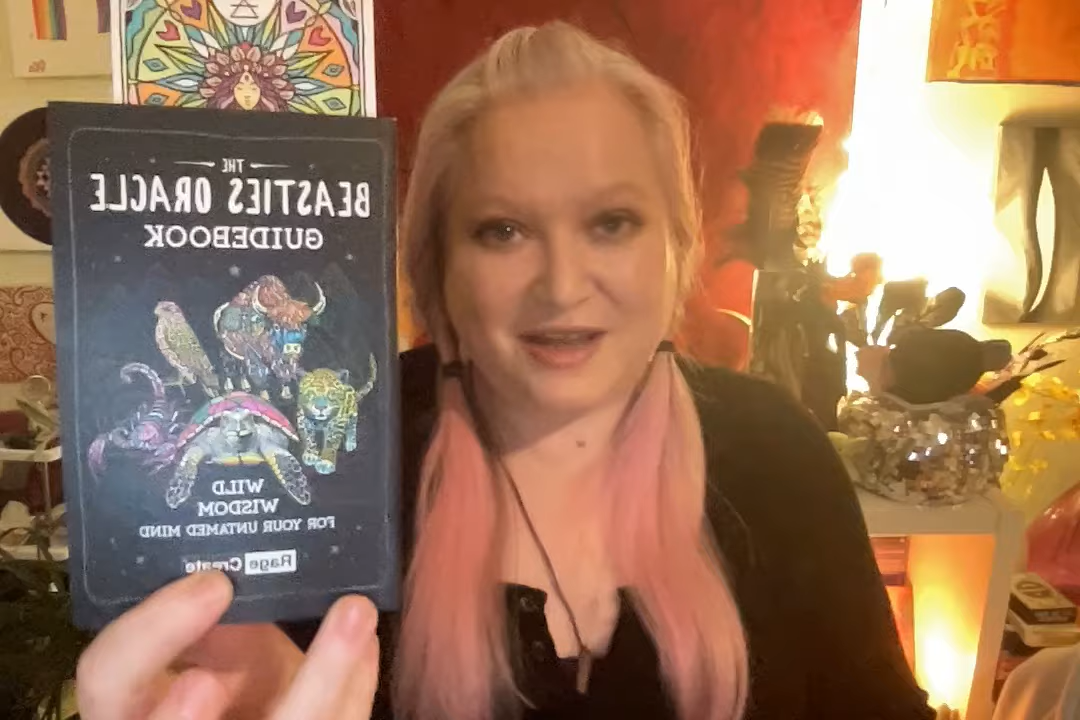 THE
BEASTIES ORACLE
GUIDEBOOK
WILD
WISDOM
FOR YOUR UNTAMED MIND
Rage Create